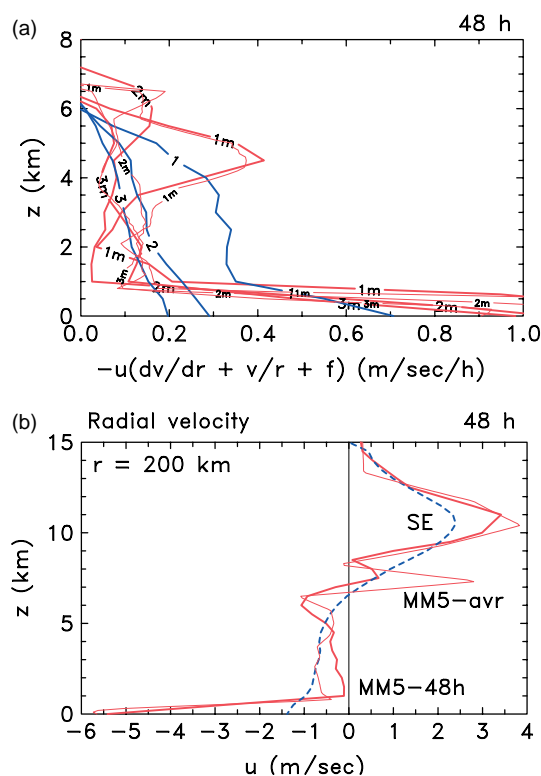 (a) 48 h
8
6
4
2
0
z (km)
1m
2m
1m
1m
2m
1
3m
3
1m
2
1m
3m
2m
1m
2m
1
1m
3m
3m
2m
2m
0.0 0.2 0.4 0.6 0.8 1.0
−u(dv/dr + v/r + f) (m/sec/h)
(b) Radial velocity 48 h
15
10
5
0
z (km)
r = 200 km
SE
MM5−avr
MM5−48h
−6 −5 −4 −3 −2 −1 0 1 2 3 4
u (m/sec)